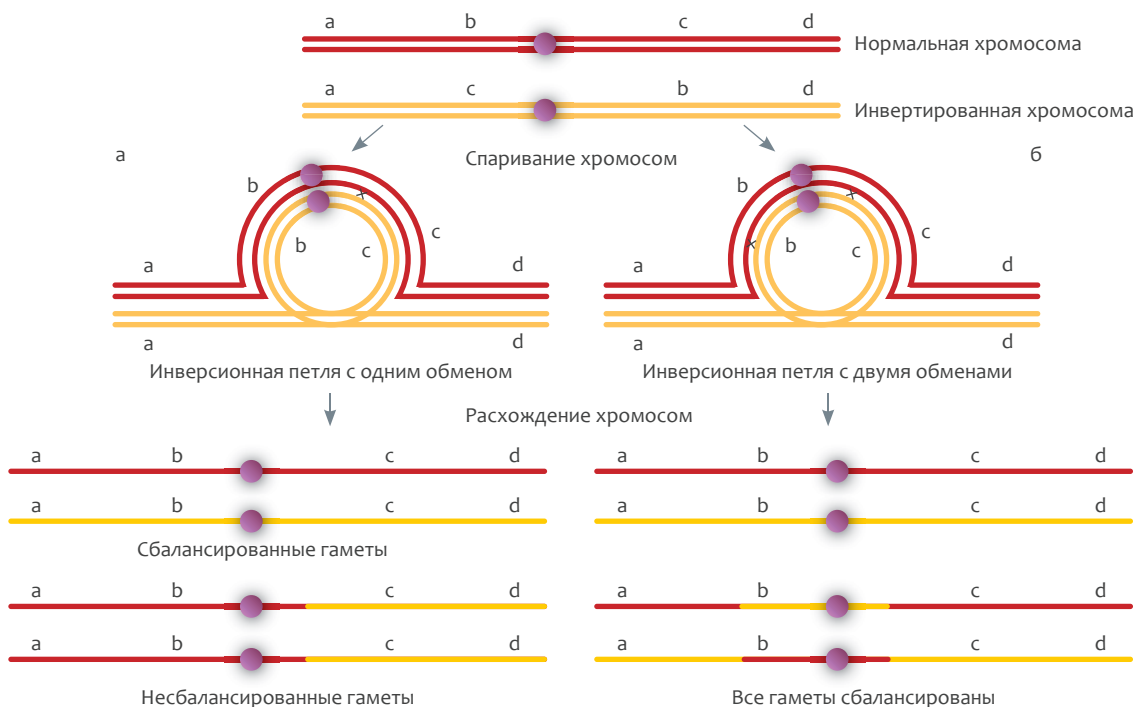 a b c d
Нормальная хромосома
a c b d
Инвертированная хромосома
а Спаривание хромосом б
b b
c c
b c b c
a d a d
a d a d
Инверсионная петля с одним обменом Инверсионная петля с двумя обменами
Расхождение хромосом
a b c d a b c d
a b c d a b c d
Сбалансированные гаметы
a b c d a b c d
a b c d a b c d
Несбалансированные гаметы Все гаметы сбалансированы